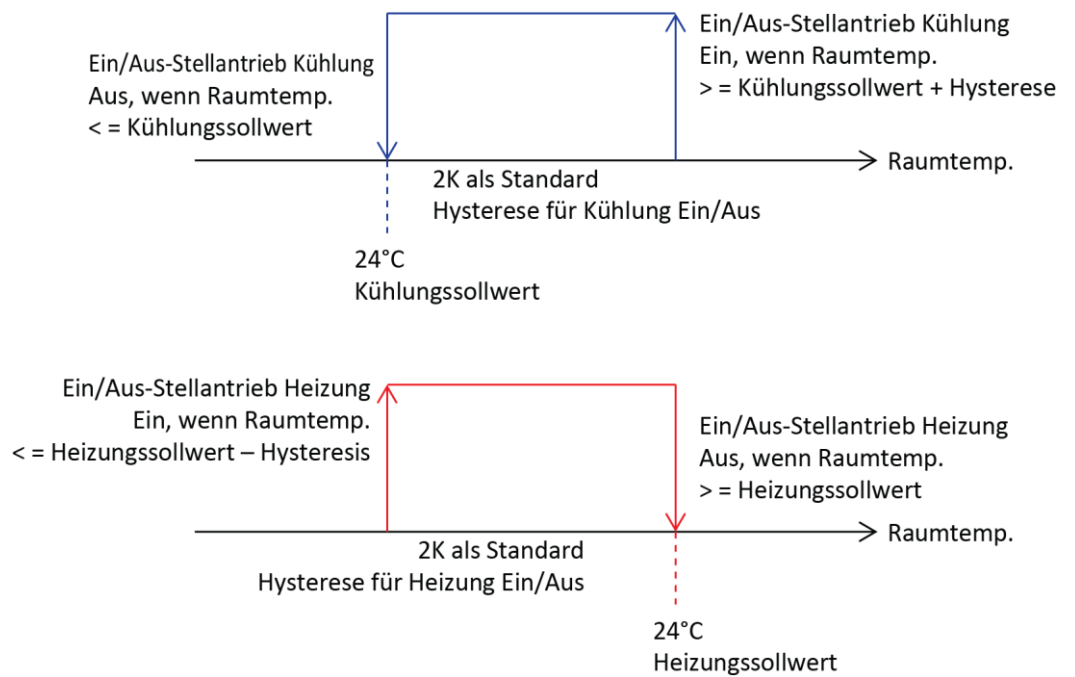 Ein/Aus-Stellantrieb Kühlung
Aus, wenn Raumtemp.
< = Kühlungssollwert
Ein/Aus-Stellantrieb Kühlung
Ein, wenn Raumtemp.
> = Kühlungssollwert + Hysterese
Raumtemp.
2K als Standard
Hysterese für Kühlung Ein/Aus
24°C
Kühlungssollwert
Ein/Aus-Stellantrieb Heizung
Ein, wenn Raumtemp.
< = Heizungssollwert – Hysteresis
Ein/Aus-Stellantrieb Heizung
Aus, wenn Raumtemp.
> = Heizungssollwert
Raumtemp.
2K als Standard
Hysterese für Heizung Ein/Aus
24°C
Heizungssollwert